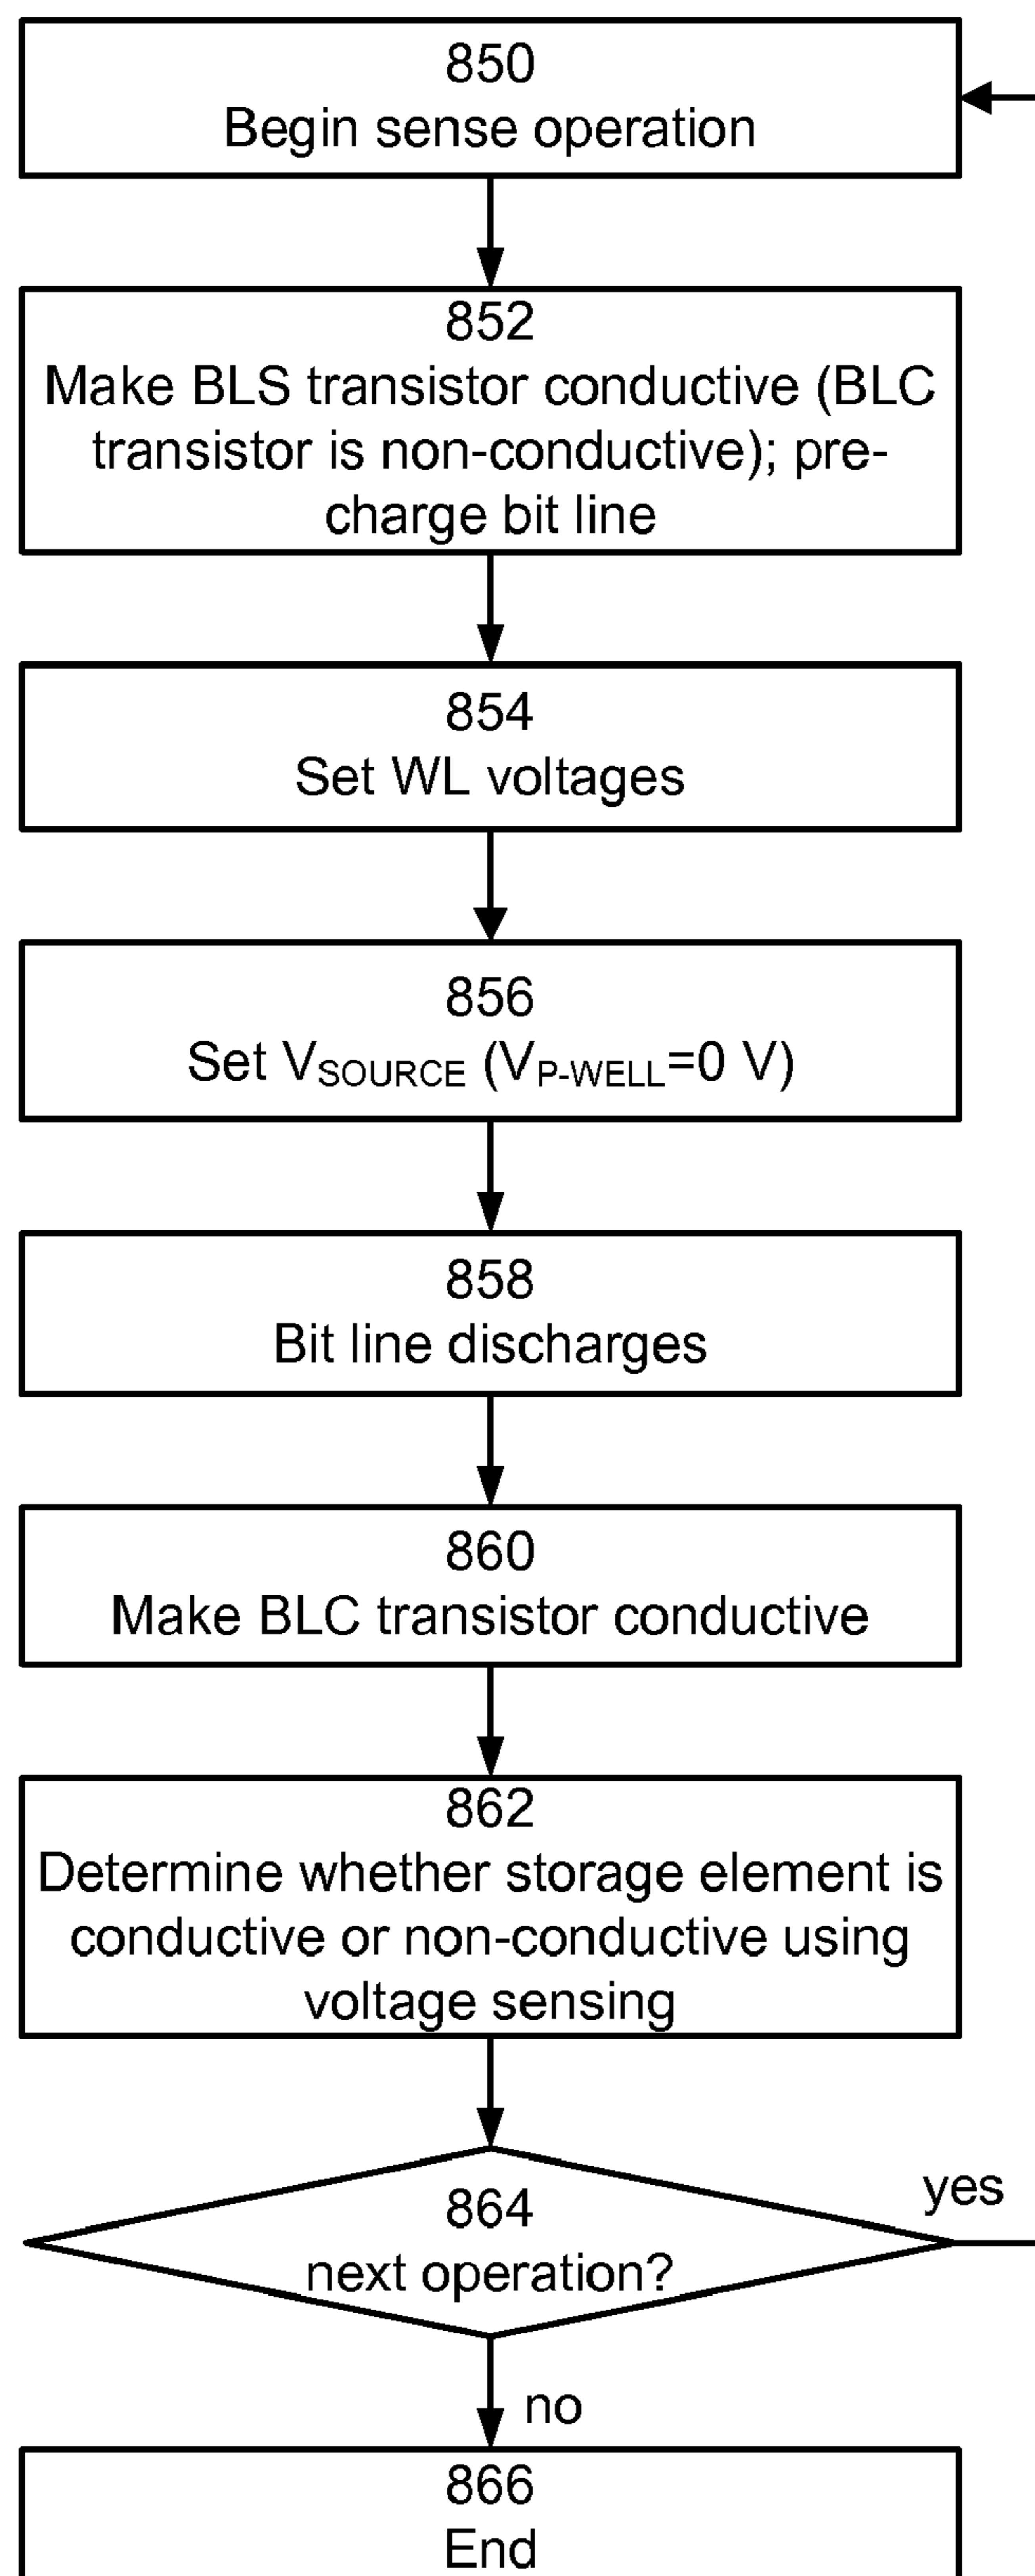 850
Begin sense operation
852
Make BLS transistor conductive (BLC
transistor is non-conductive); pre-
charge bit line
854
Set WL voltages
856
Set VSOURCE (VP-WELL=0 V)
858
Bit line discharges
860
Make BLC transistor conductive
862
Determine whether storage element is
conductive or non-conductive using
voltage sensing
864
next operation?
yes
no
866
End